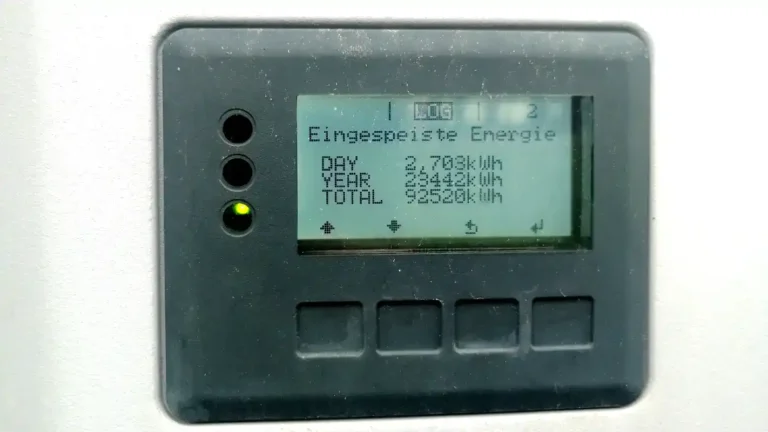 LOG 2
Eingespeiste Energie
DAY 2,703kWh
YEAR 23442kWh
TOTAL 92520kWh